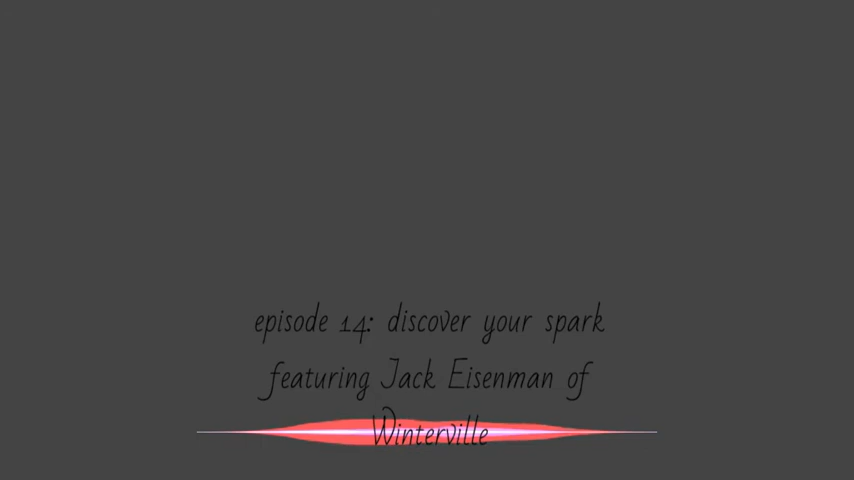 episode 14: discover your spark
featuring Jack Eisenman of
Winterville